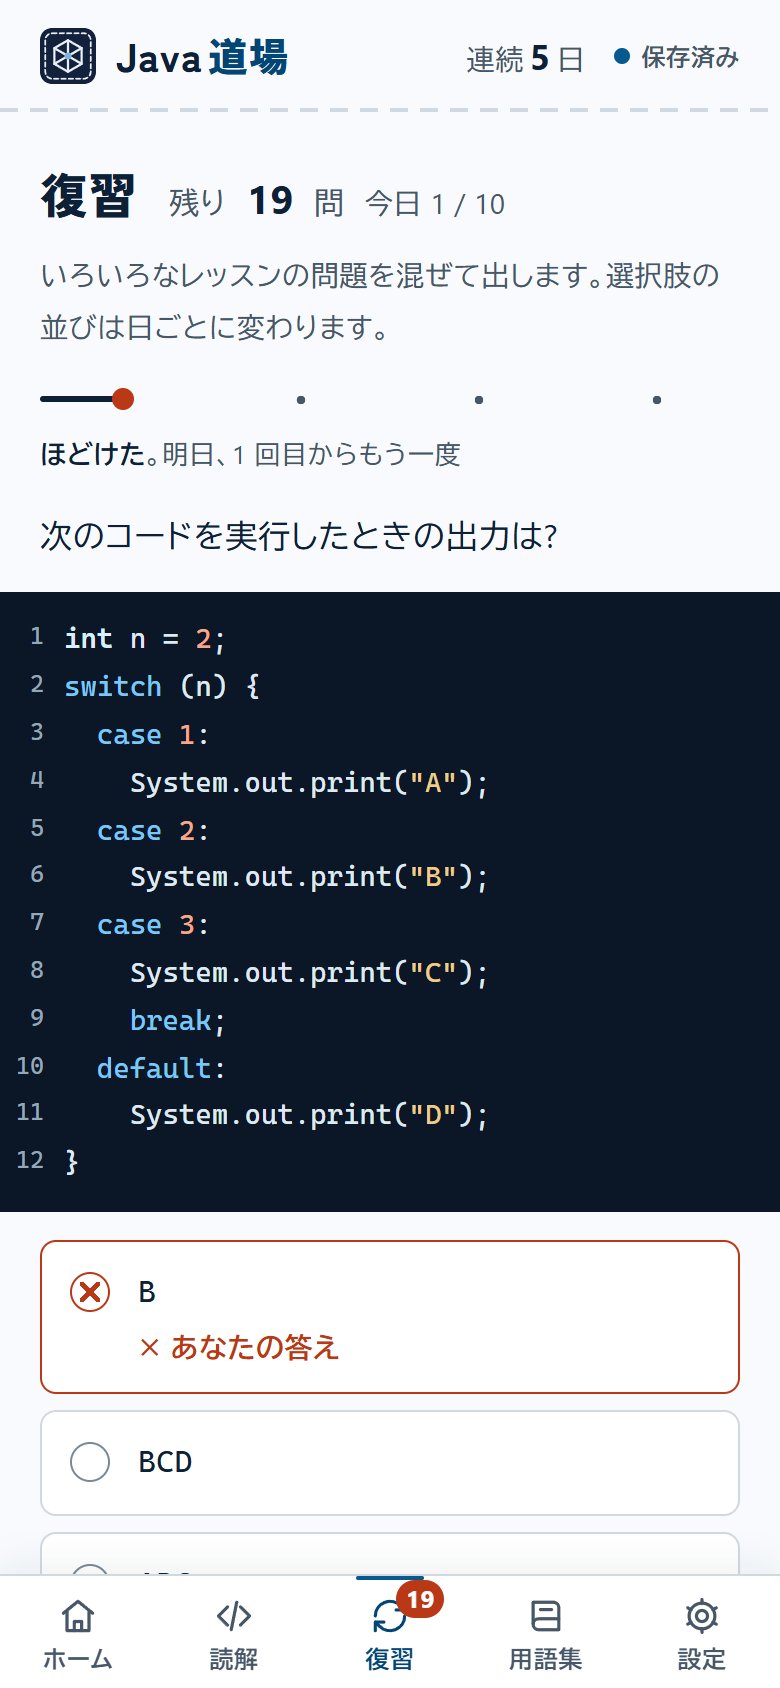 Java 道場 連続 5 日 保存済み
復習 残り 19 問 今日 1 / 10
いろいろなレッスンの問題を混ぜて出します。選択肢の
並びは日ごとに変わります。
ほどけた。明日、1 回目からもう一度
次のコードを実行したときの出力は?
1 int n = 2;
2 switch (n) {
3   case 1:
4     System.out.print("A");
5   case 2:
6     System.out.print("B");
7   case 3:
8     System.out.print("C");
9     break;
10   default:
11     System.out.print("D");
12 }
B
× あなたの答え
BCD
19
ホーム 読解 復習 用語集 設定